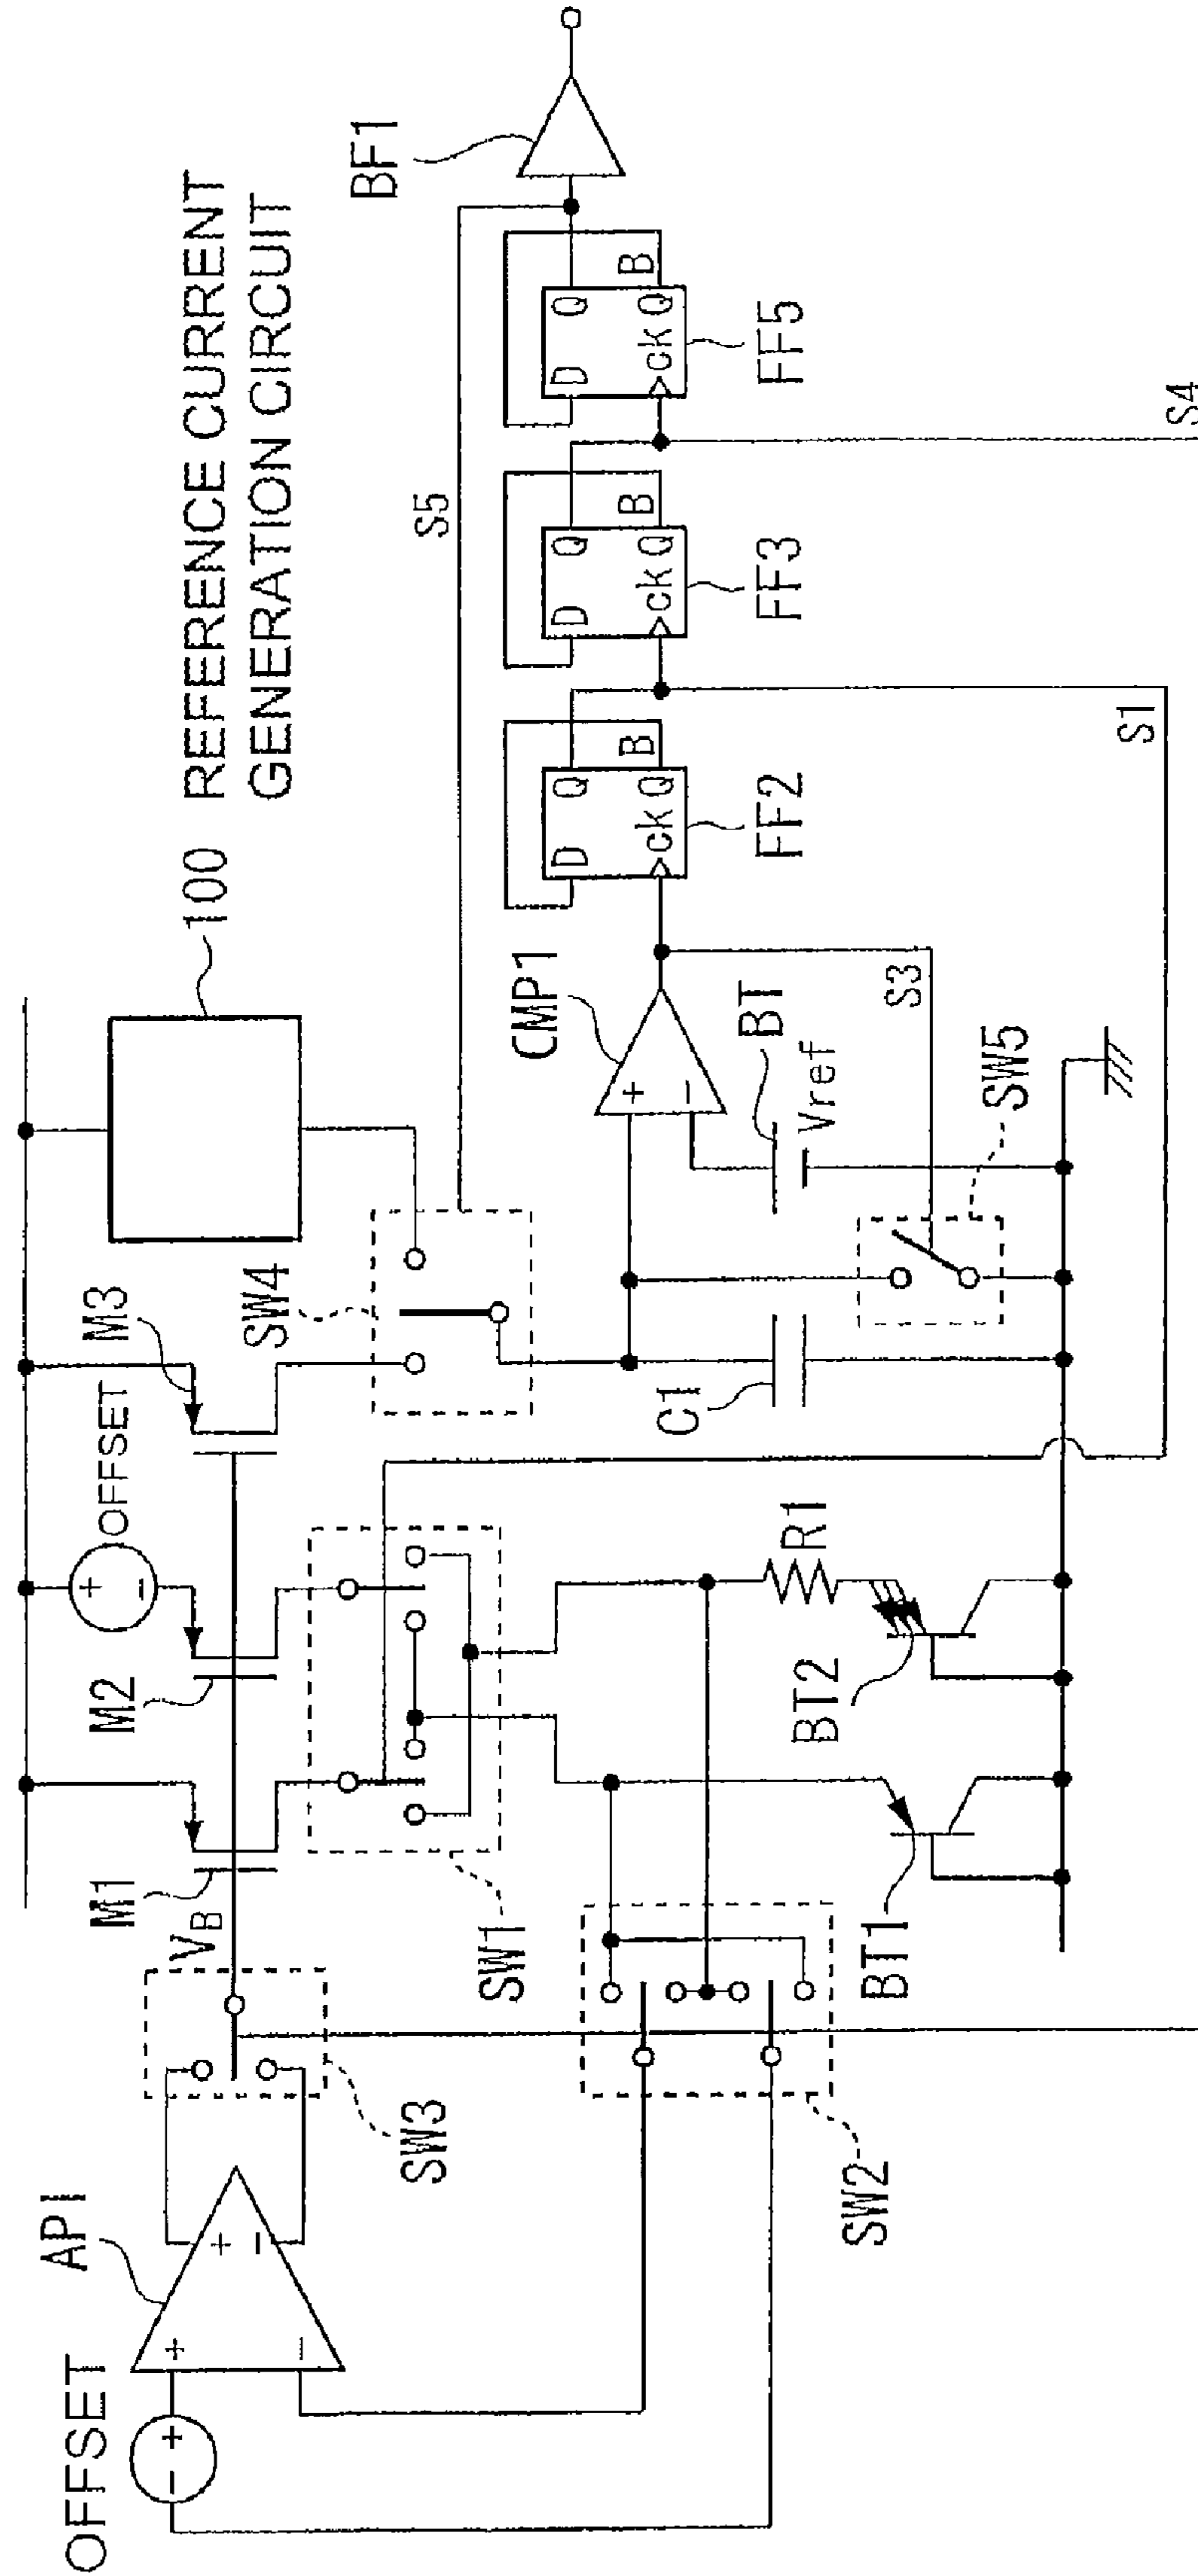 OFFSET
AP1
SW3
VB
M1
M2
OFFSET
M3
100
REFERENCE CURRENT
GENERATION CIRCUIT
+
−
+
−
+
−
+
−
SW1
SW4
S5
BF1
SW2
BT1
BT2
R1
C1
CMP1
+
−
BT
Vref
S3
SW5
D
Q
ck
Q
B
FF2
D
Q
ck
Q
B
FF3
D
Q
ck
Q
B
FF5
S1
S4